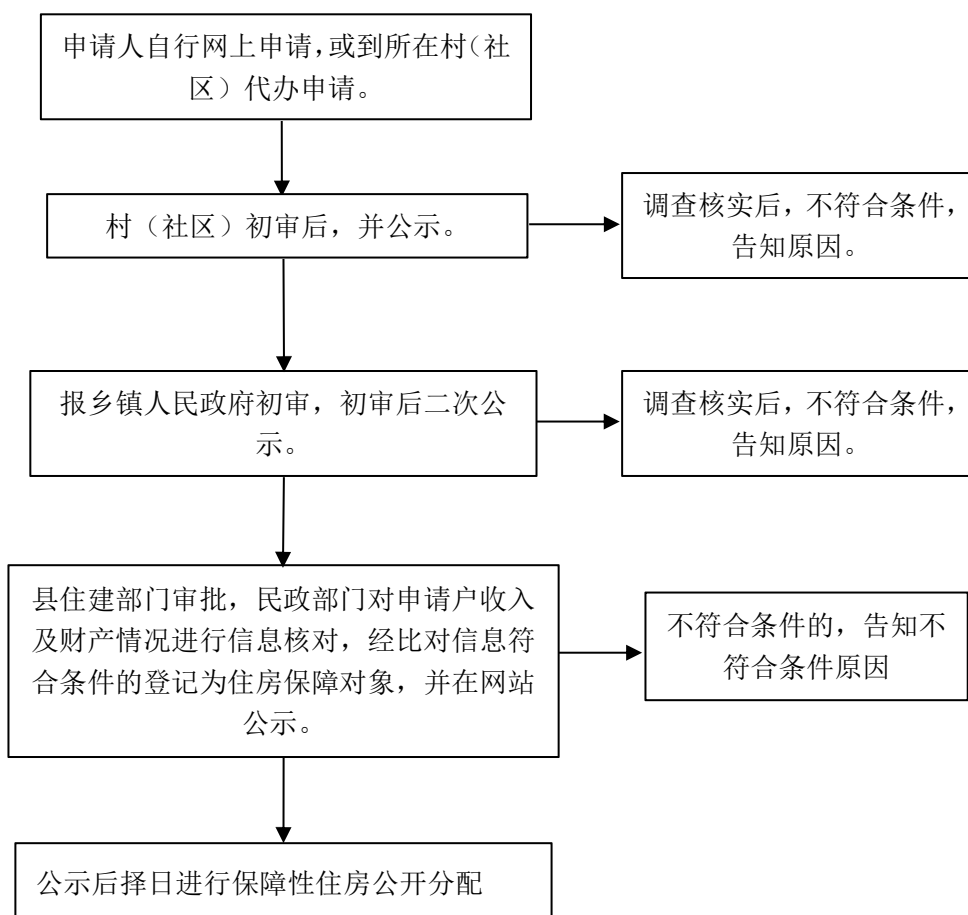 申请人自行网上申请，或到所在村（社
区）代办申请。
村（社区）初审后，并公示。
调查核实后，不符合条件，
告知原因。
报乡镇人民政府初审，初审后二次公
示。
调查核实后，不符合条件，
告知原因。
县住建部门审批，民政部门对申请户收入
及财产情况进行信息核对，经比对信息符
合条件的登记为住房保障对象，并在网站
公示。
不符合条件的，告知不
符合条件原因
公示后择日进行保障性住房公开分配